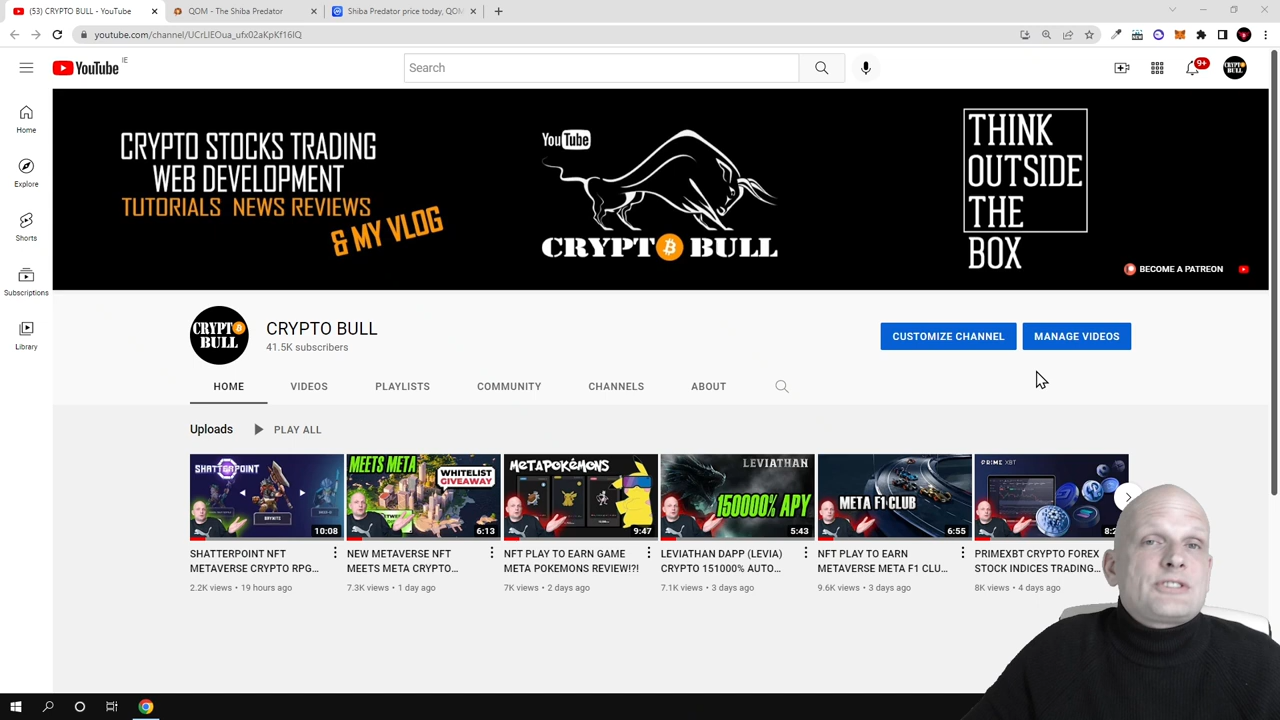 (53) CRYPTO BULL - YouTube
QOM - The Shiba Predator
Shiba Predator price today, QOM
youtube.com/channel/UCrLlEOua_ufx02aKpKf16IQ
YouTube IE
Search
9+
Home
Explore
Shorts
Subscriptions
Library
CRYPTO STOCKS TRADING
WEB DEVELOPMENT
TUTORIALS NEWS REVIEWS
& MY VLOG
YouTube
CRYPTO BULL
THINK
OUTSIDE
THE
BOX
BECOME A PATREON
CRYPTO
BULL
CRYPTO BULL
41.5K subscribers
CUSTOMIZE CHANNEL
MANAGE VIDEOS
HOME
VIDEOS
PLAYLISTS
COMMUNITY
CHANNELS
ABOUT
Uploads
PLAY ALL
SHATTERPOINT
10:08
MEETS META
WHITELIST
GIVEAWAY
6:13
METAPOKÉMONS
9:47
LEVIATHAN
150000% APY
5:43
META F1 CLUB
6:55
PRIME XBT
SHATTERPOINT NFT
METAVERSE CRYPTO RPG...
2.2K views • 19 hours ago
NEW METAVERSE NFT
MEETS META CRYPTO...
7.3K views • 1 day ago
NFT PLAY TO EARN GAME
META POKEMONS REVIEW!?!
7K views • 2 days ago
LEVIATHAN DAPP (LEVIA)
CRYPTO 151000% AUTO...
7.1K views • 3 days ago
NFT PLAY TO EARN
METAVERSE META F1 CLU...
9.6K views • 3 days ago
PRIMEXBT CRYPTO FOREX
STOCK INDICES TRADING...
8K views • 4 days ago